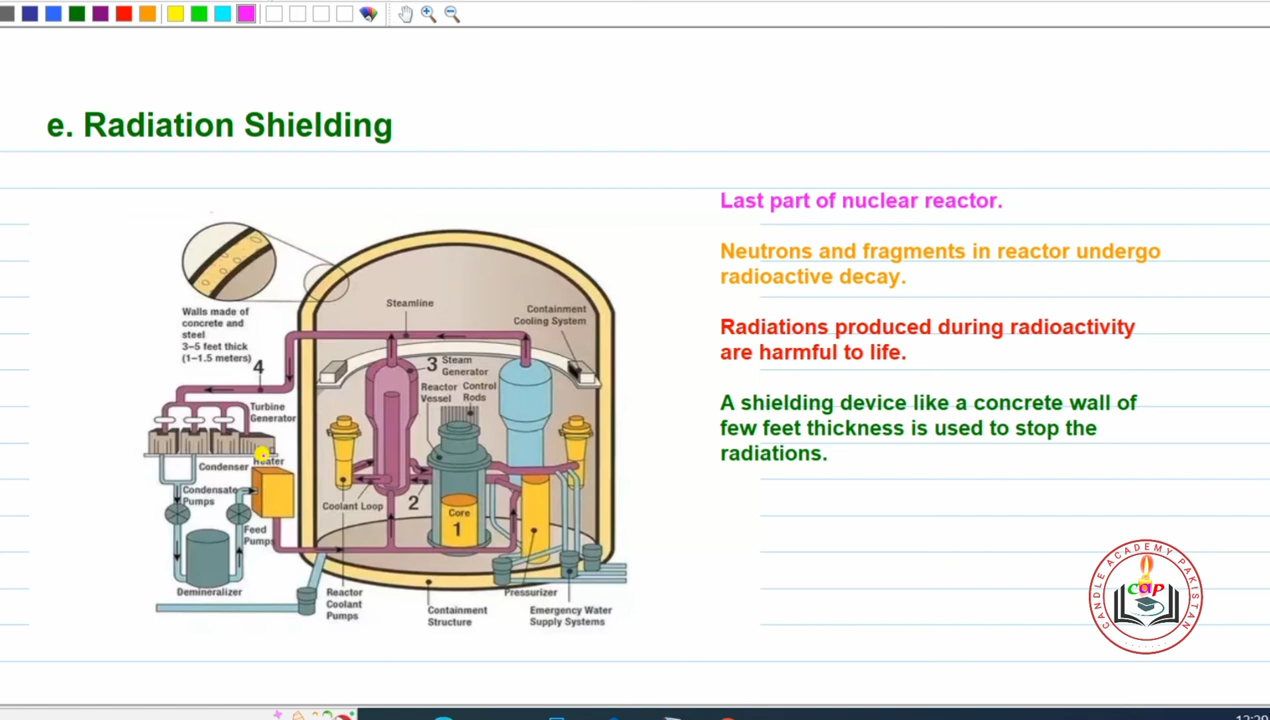 e. Radiation Shielding
Last part of nuclear reactor.
Neutrons and fragments in reactor undergo
radioactive decay.
Radiations produced during radioactivity
are harmful to life.
A shielding device like a concrete wall of
few feet thickness is used to stop the
radiations.
Walls made of
concrete and
steel
3–5 feet thick
(1–1.5 meters)
Steamline
Containment
Cooling System
4
3
Steam
Generator
Reactor
Vessel
Control
Rods
Turbine
Generator
Condenser
Heater
Condensate
Pumps
Feed
Pumps
Demineralizer
Coolant Loop
2
Core
1
Reactor
Coolant
Pumps
Containment
Structure
Pressurizer
Emergency Water
Supply Systems
CANDLE ACADEMY PAKISTAN
CAP